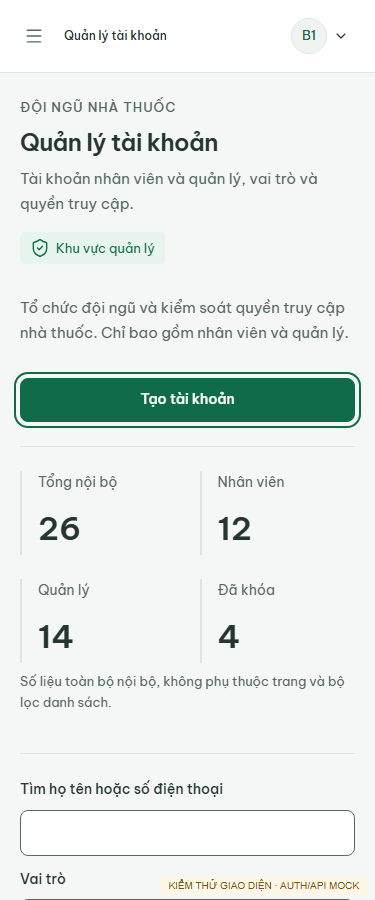 Quản lý tài khoản
B1
ĐỘI NGŨ NHÀ THUỐC
Quản lý tài khoản
Tài khoản nhân viên và quản lý, vai trò và
quyền truy cập.
Khu vực quản lý
Tổ chức đội ngũ và kiểm soát quyền truy cập
nhà thuốc. Chỉ bao gồm nhân viên và quản lý.
Tạo tài khoản
Tổng nội bộ
Nhân viên
26
12
Quản lý
Đã khóa
14
4
Số liệu toàn bộ nội bộ, không phụ thuộc trang và bộ
lọc danh sách.
Tìm họ tên hoặc số điện thoại
Vai trò
KIỂM THỬ GIAO DIỆN · AUTH/API MOCK